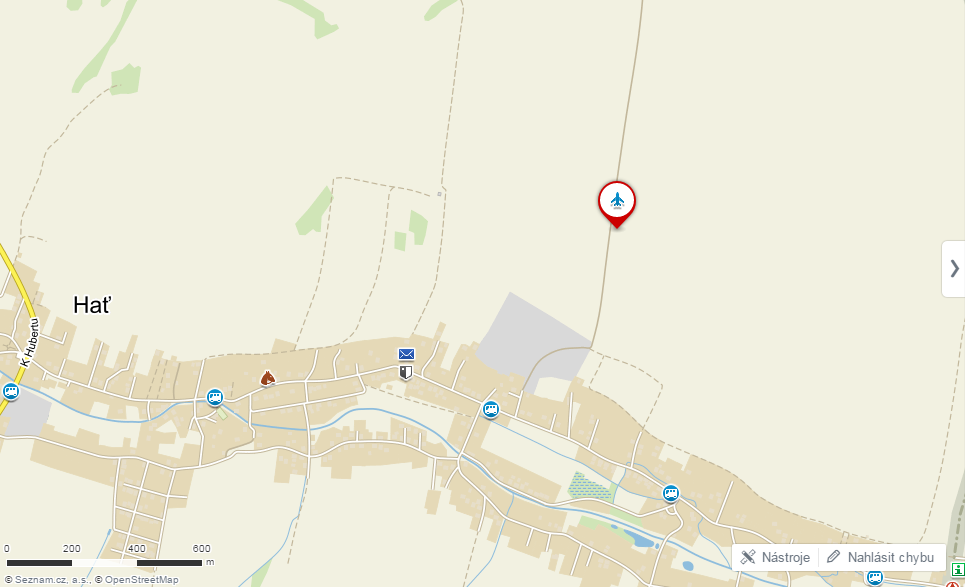 Hať
K Hubertu
0 200 400 600
m
© Seznam.cz, a.s., © OpenStreetMap
Nástroje
Nahlásit chybu